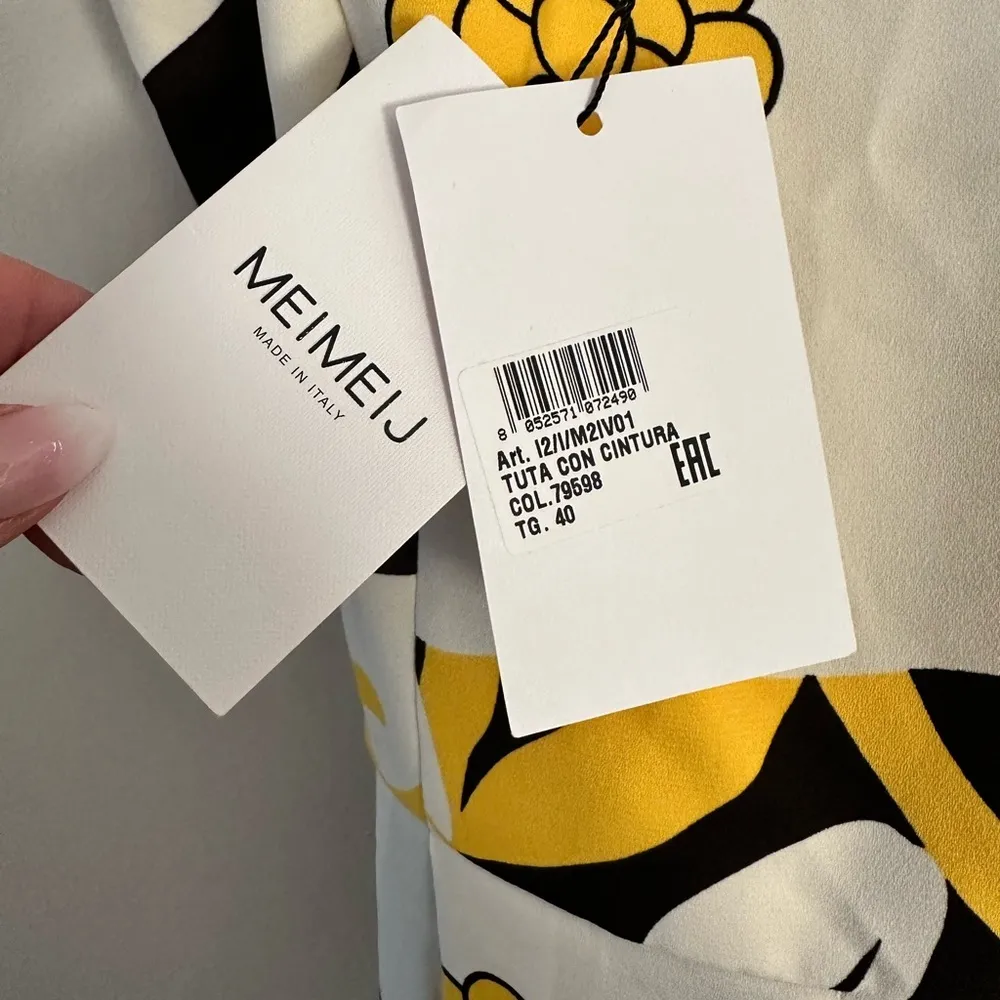 MEIMEIJ
MADE IN ITALY
8 052571 072490
Art. I2/I/M2IV01
TUTA CON CINTURA
COL.79598
TG. 40
EAC